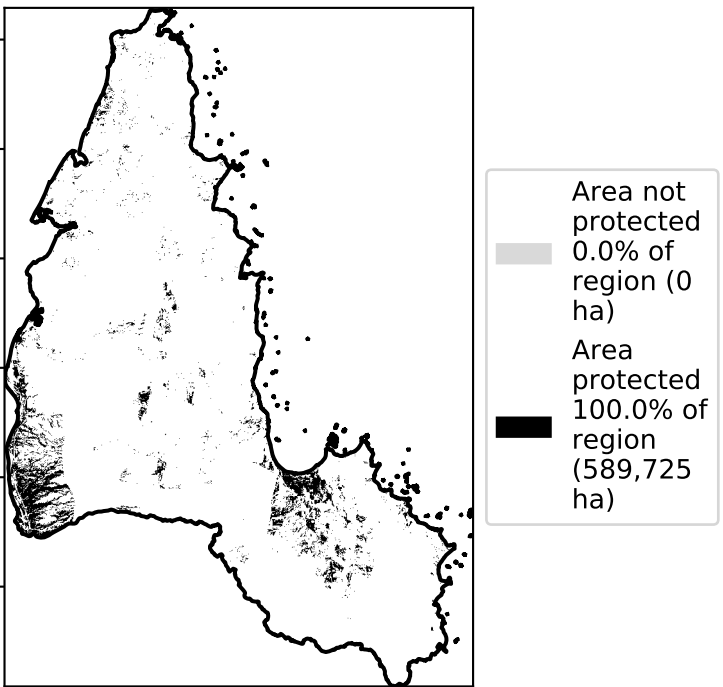 Area not
protected
0.0% of
region (0
ha)
Area
protected
100.0% of
region
(589,725
ha)